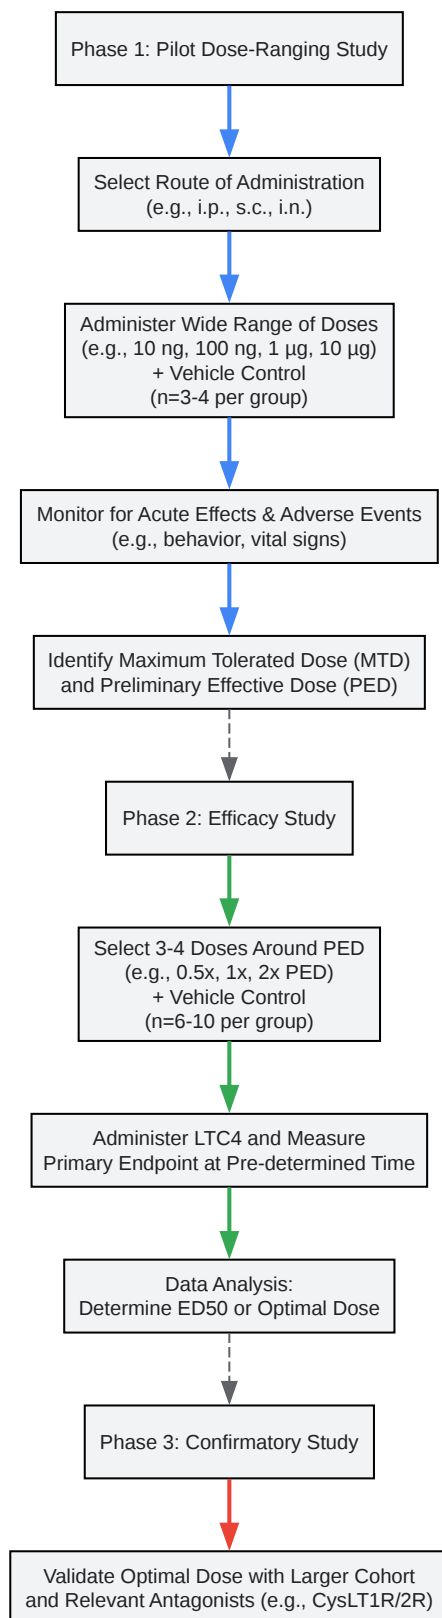 Phase 1: Pilot Dose-Ranging Study
Select Route of Administration
(e.g., i.p., s.c., i.n.)
Administer Wide Range of Doses
(e.g., 10 ng, 100 ng, 1 µg, 10 µg)
+ Vehicle Control
(n=3-4 per group)
Monitor for Acute Effects & Adverse Events
(e.g., behavior, vital signs)
Identify Maximum Tolerated Dose (MTD)
and Preliminary Effective Dose (PED)
Phase 2: Efficacy Study
Select 3-4 Doses Around PED
(e.g., 0.5x, 1x, 2x PED)
+ Vehicle Control
(n=6-10 per group)
Administer LTC4 and Measure
Primary Endpoint at Pre-determined Time
Data Analysis:
Determine ED50 or Optimal Dose
Phase 3: Confirmatory Study
Validate Optimal Dose with Larger Cohort
and Relevant Antagonists (e.g., CysLT1R/2R)